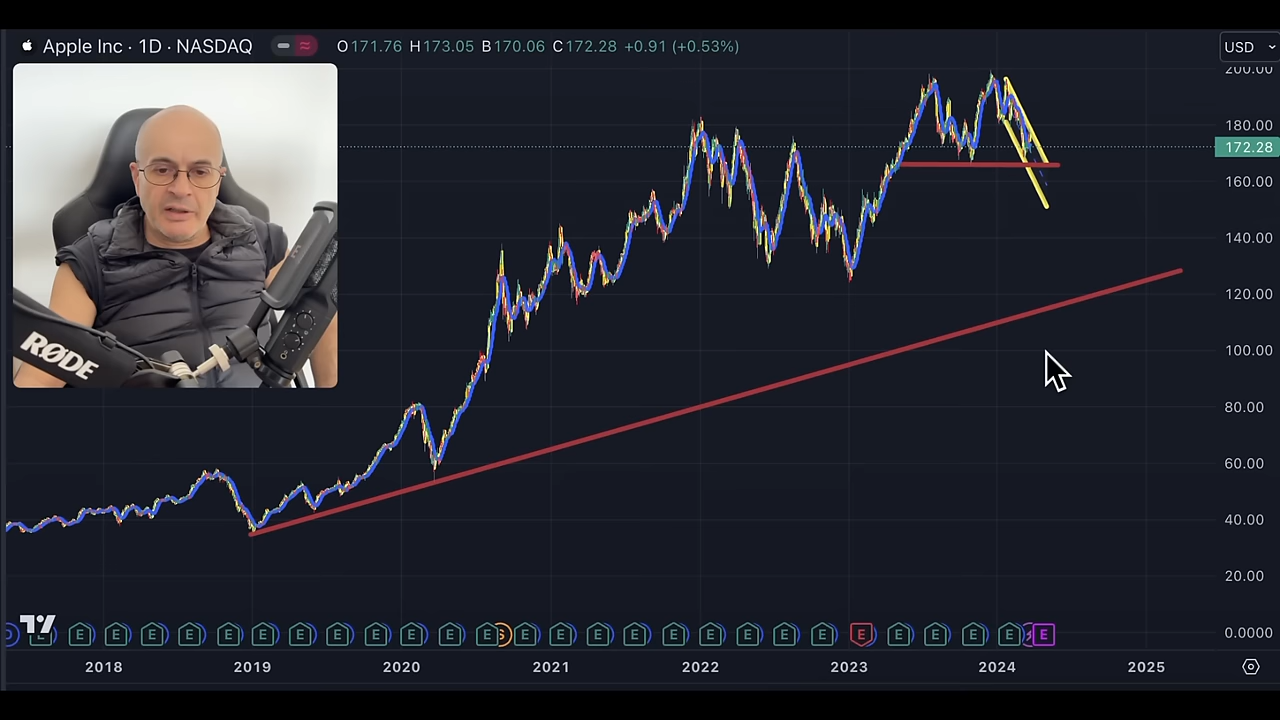 Apple Inc · 1D · NASDAQ
O171.76 H173.05 B170.06 C172.28 +0.91 (+0.53%)
USD
200.00
180.00
172.28
160.00
140.00
120.00
100.00
80.00
60.00
40.00
20.00
0.0000
RØDE
D E E E E E E E E E E E E E S E E E E E E E E E E E E E E E
2018 2019 2020 2021 2022 2023 2024 2025